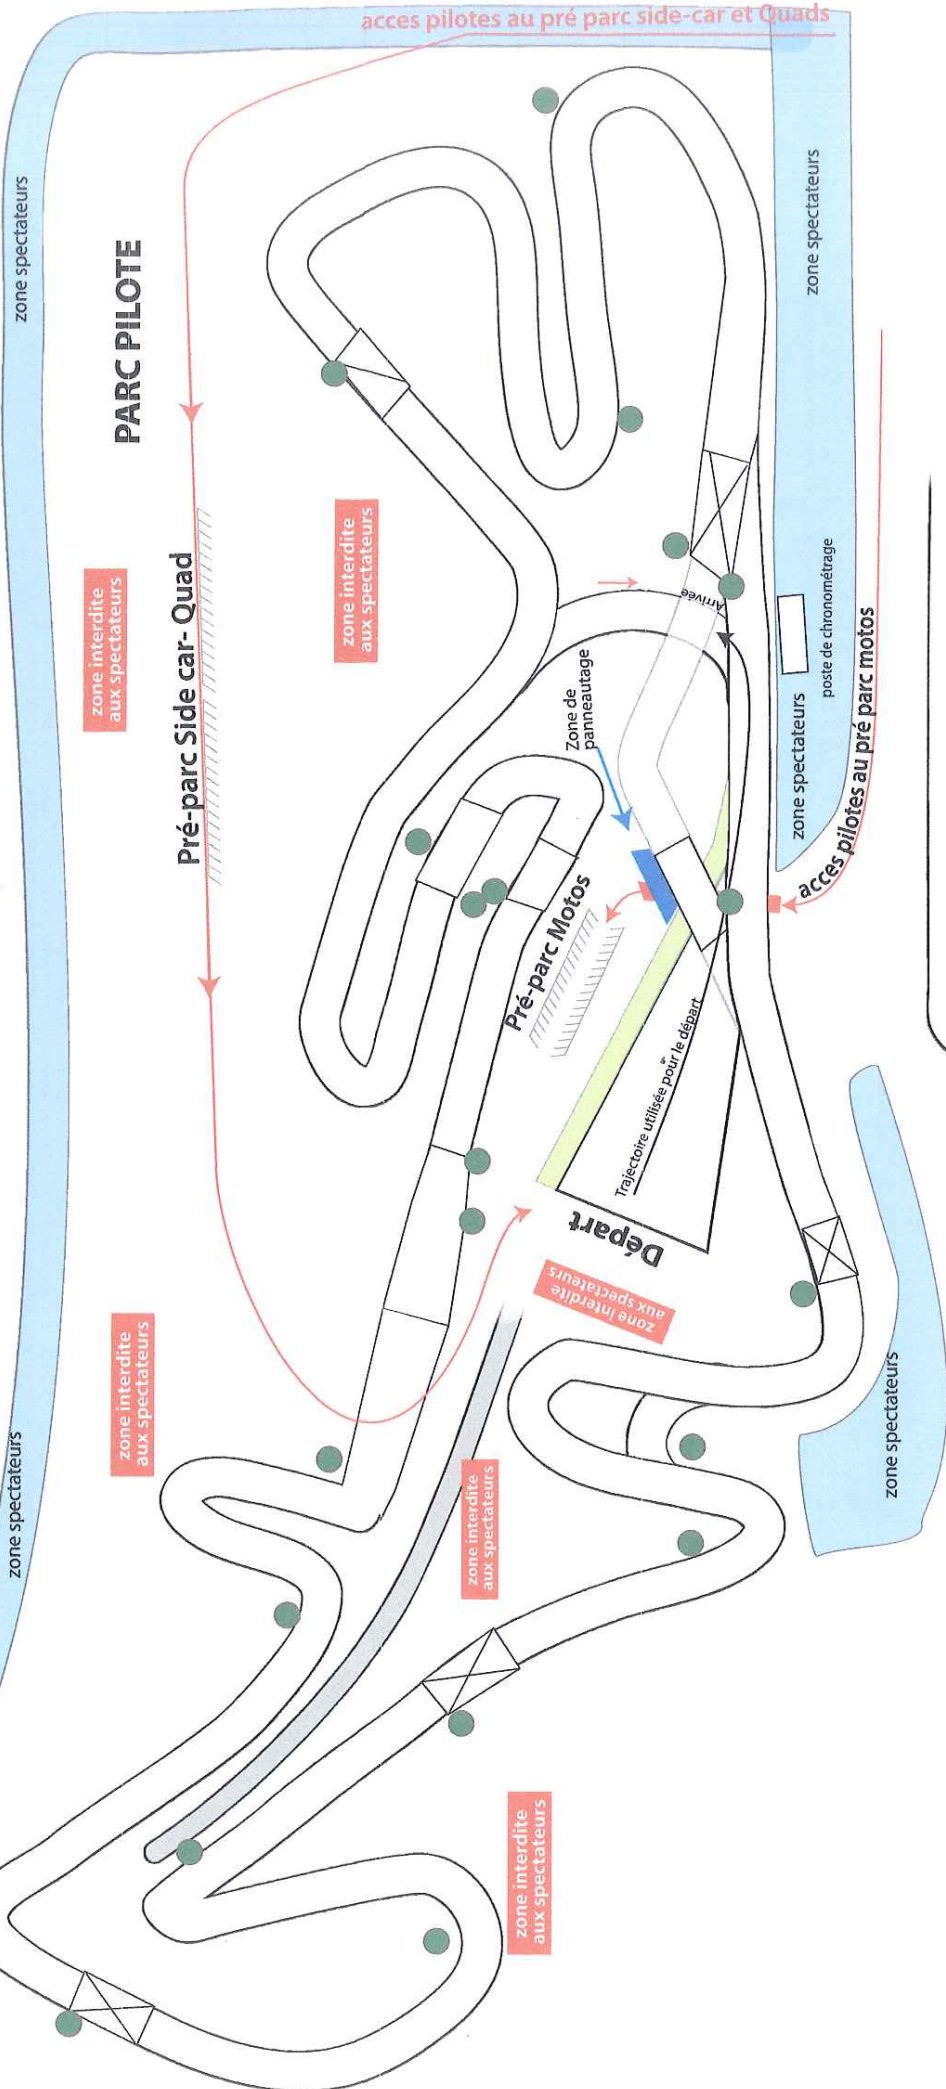 acces pilotes au pré parc side-car et Quads
zone spectateurs
zone spectateurs
PARC PILOTE
zone interdite
aux spectateurs
Pré-parc Side car- Quad
zone interdite
aux spectateurs
Arrivée
poste de chronométrage
zone spectateurs
acces pilotes au pré parc motos
Zone de
panneautage
Pré-parc Motos
Trajectoire utilisée pour le départ
Départ
zone interdite
aux spectateurs
zone interdite
aux spectateurs
zone spectateurs
zone interdite
aux spectateurs
zone spectateurs
zone interdite
aux spectateurs